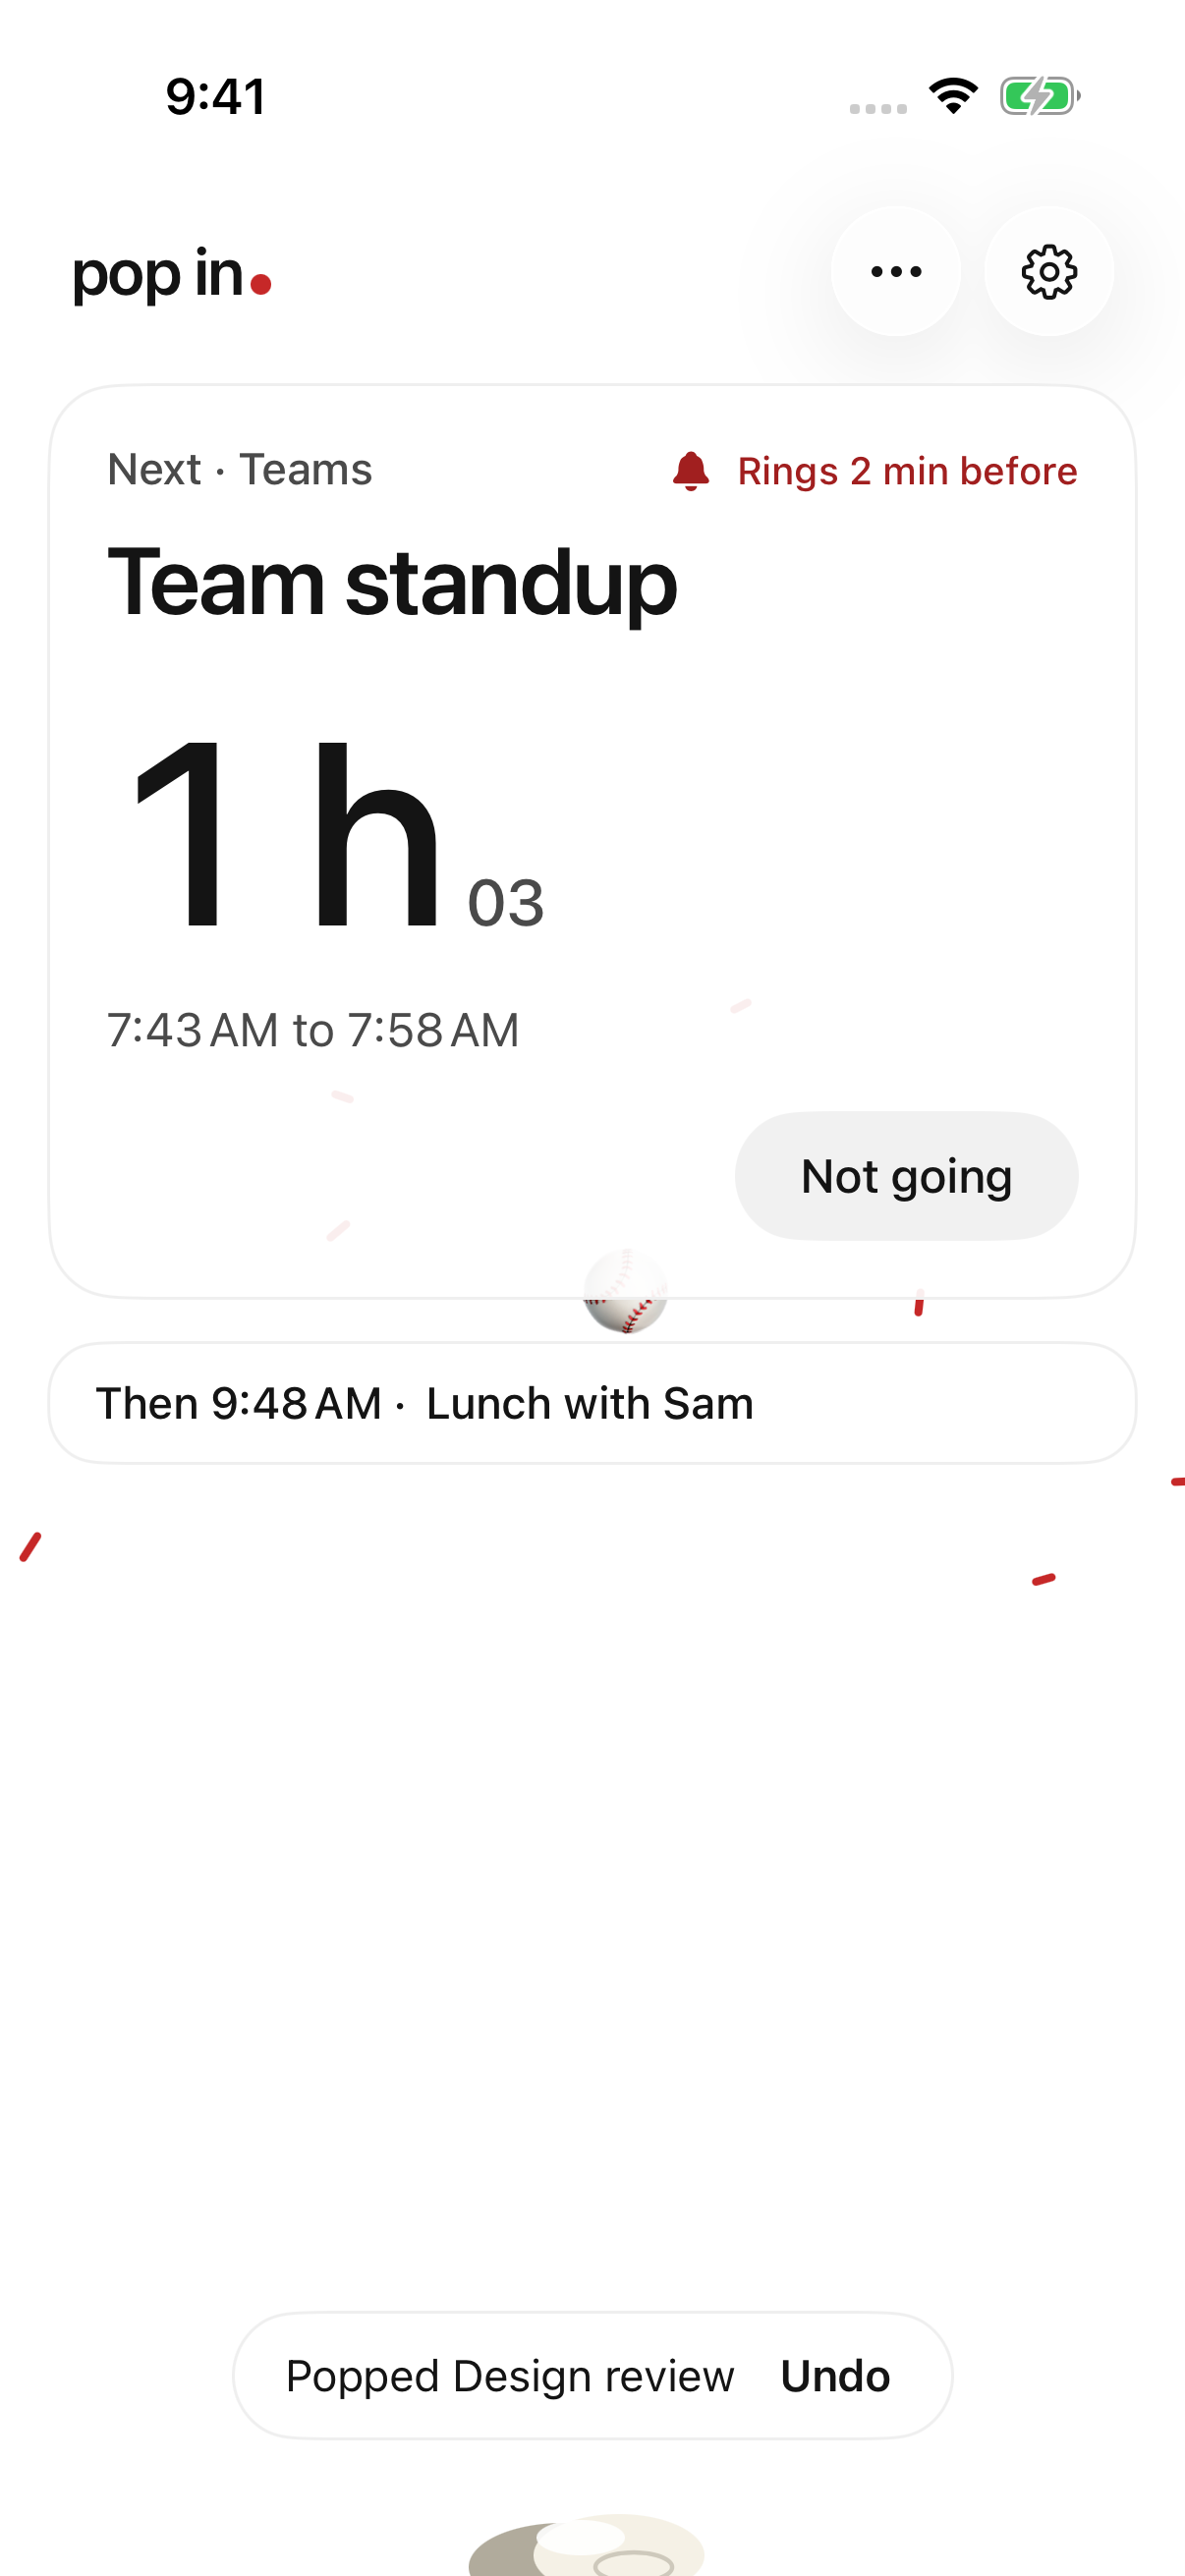 9:41
pop in.
Next · Teams
Rings 2 min before
Team standup
1 h 03
7:43 AM to 7:58 AM
Not going
Then 9:48 AM · Lunch with Sam
Popped Design review Undo